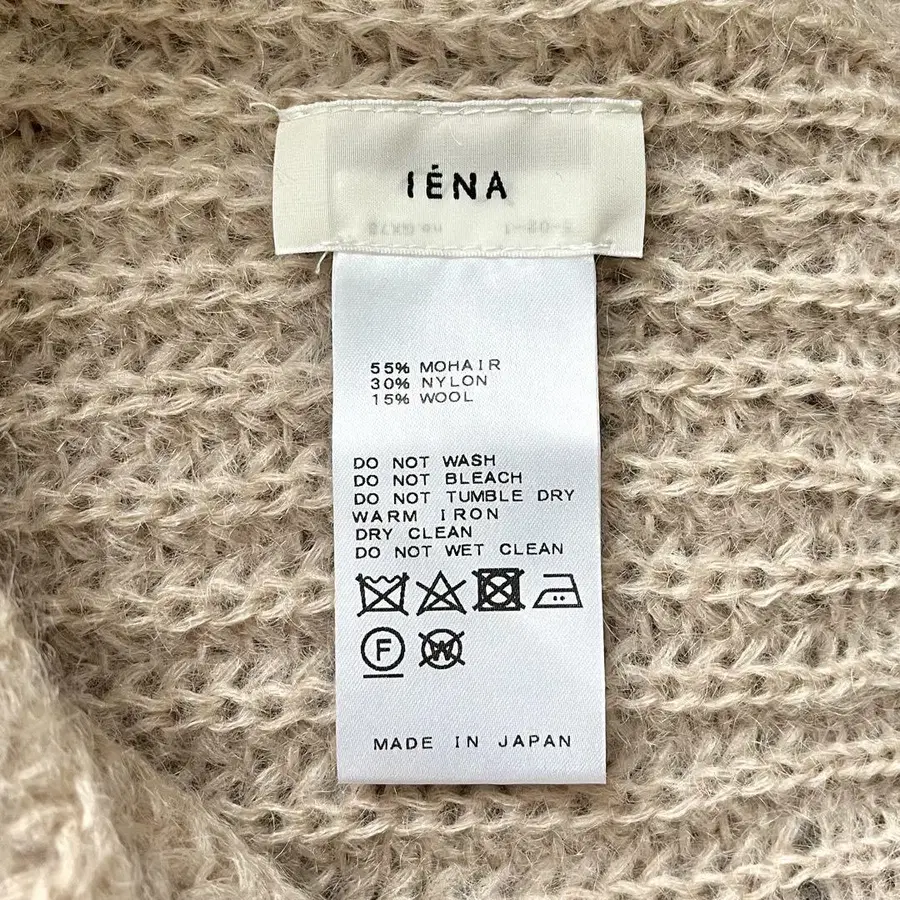 IÉNA
55% MOHAIR
30% NYLON
15% WOOL
DO NOT WASH
DO NOT BLEACH
DO NOT TUMBLE DRY
WARM IRON
DRY CLEAN
DO NOT WET CLEAN
F W
MADE IN JAPAN